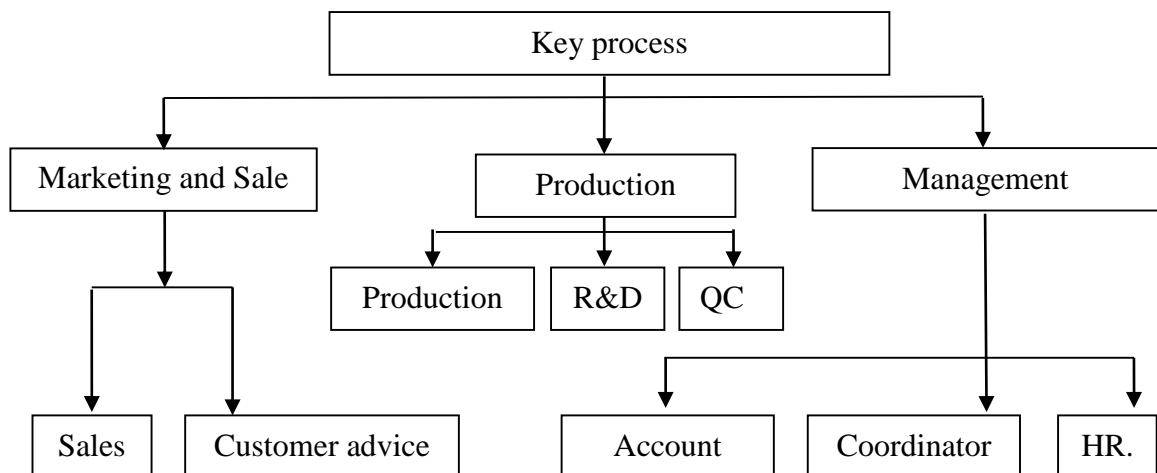 Key process
Marketing and Sale
Production
Management
Production
R&D
QC
Sales
Customer advice
Account
Coordinator
HR.